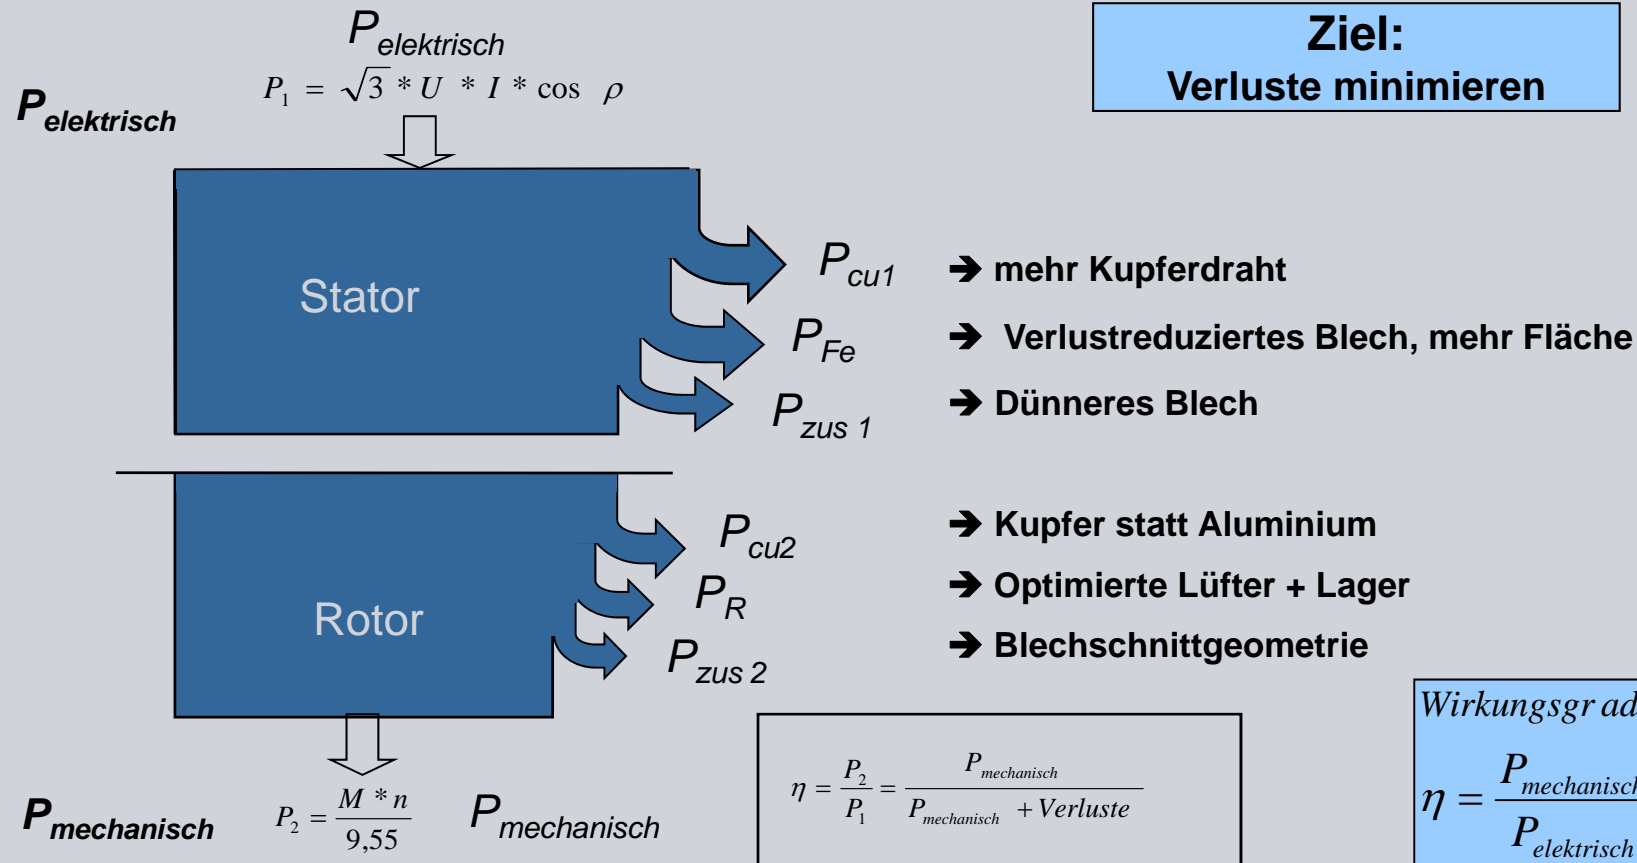 P_elektrisch
P_1 = √3 * U * I * cos ρ
P_elektrisch
Ziel:
Verluste minimieren
Stator
P_cu1 ➔ mehr Kupferdraht
P_Fe ➔ Verlustreduziertes Blech, mehr Fläche
P_zus 1 ➔ Dünneres Blech
Rotor
P_cu2 ➔ Kupfer statt Aluminium
P_R ➔ Optimierte Lüfter + Lager
P_zus 2 ➔ Blechschnittgeometrie
P_mechanisch
P_2 = M * n / 9,55
P_mechanisch
η = P_2 / P_1 = P_mechanisch / P_mechanisch + Verluste
Wirkungsgr ad
η = P_mechanisch / P_elektrisch